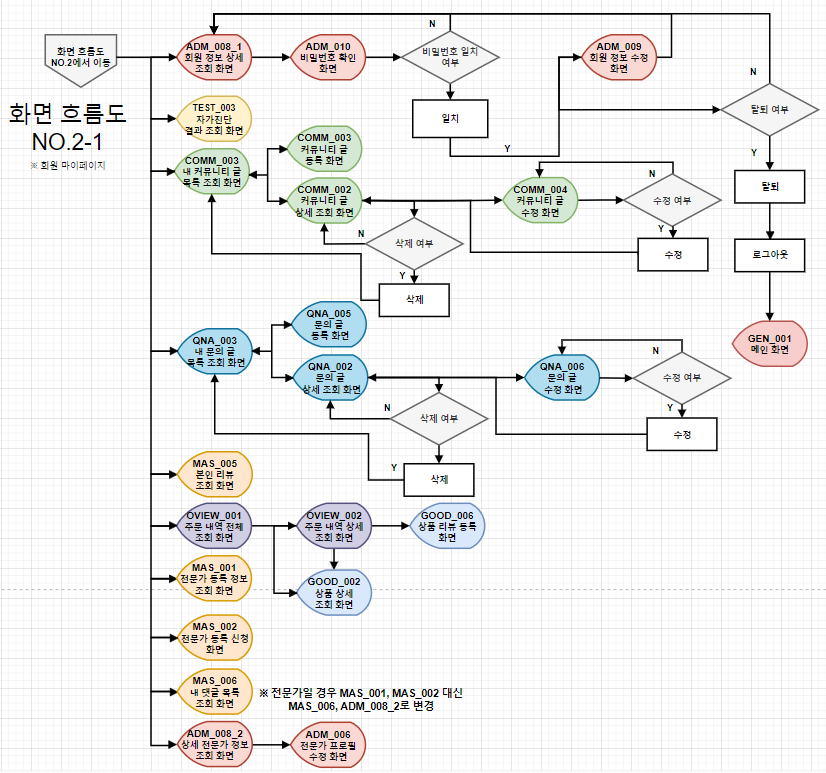 화면 흐름도
NO.2에서 이동
화면 흐름도
NO.2-1
※ 회원 마이페이지
ADM_008_1
회원 정보 상세
조회 화면
ADM_010
비밀번호 확인
화면
비밀번호 일치
여부
N
일치
Y
ADM_009
회원 정보 수정
화면
N
탈퇴 여부
Y
탈퇴
로그아웃
GEN_001
메인 화면
TEST_003
자가진단
결과 조회 화면
COMM_003
내 커뮤니티 글
목록 조회 화면
COMM_003
커뮤니티 글
등록 화면
COMM_002
커뮤니티 글
상세 조회 화면
N
삭제 여부
Y
삭제
COMM_004
커뮤니티 글
수정 화면
N
수정 여부
Y
수정
QNA_003
내 문의 글
목록 조회 화면
QNA_005
문의 글
등록 화면
QNA_002
문의 글
상세 조회 화면
N
삭제 여부
Y
삭제
QNA_006
문의 글
수정 화면
N
수정 여부
Y
수정
MAS_005
본인 리뷰
조회 화면
OVIEW_001
주문 내역 전체
조회 화면
OVIEW_002
주문 내역 상세
조회 화면
GOOD_006
상품 리뷰 등록
화면
GOOD_002
상품 상세
조회 화면
MAS_001
전문가 등록 정보
조회 화면
MAS_002
전문가 등록 신청
화면
MAS_006
내 댓글 목록
조회 화면
※ 전문가일 경우 MAS_001, MAS_002 대신
MAS_006, ADM_008_2로 변경
ADM_008_2
상세 전문가 정보
조회 화면
ADM_006
전문가 프로필
수정 화면